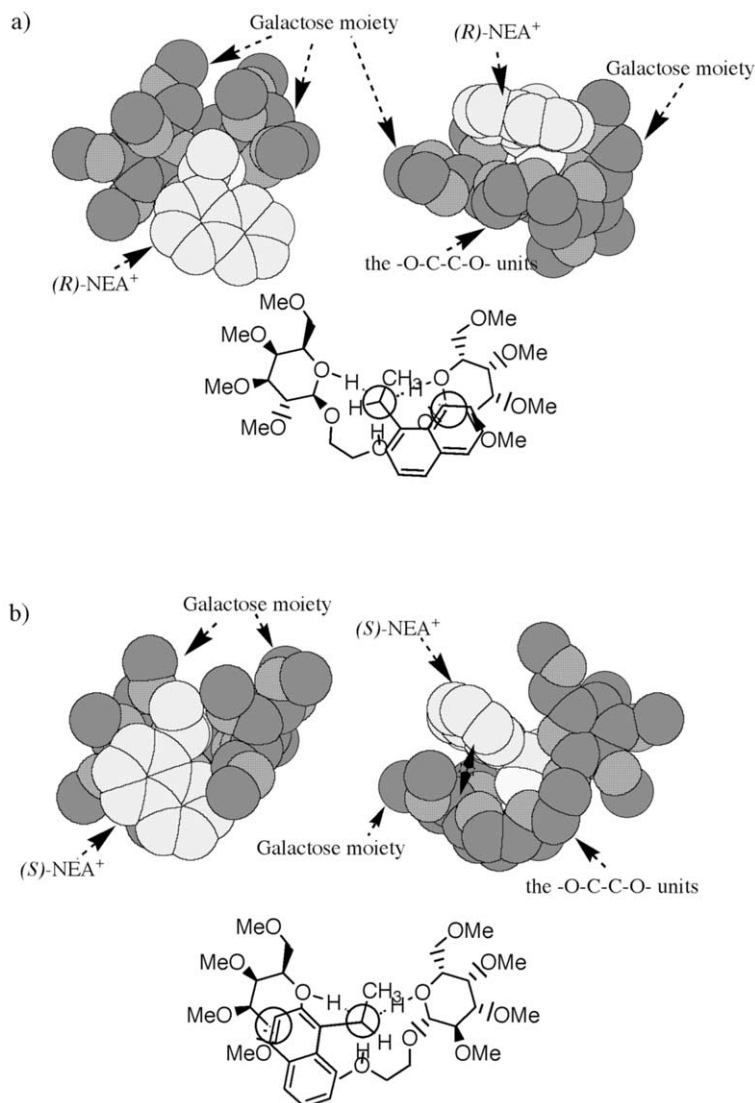 a)
Galactose moiety
(R)-NEA+
Galactose moiety
(R)-NEA+
the -O-C-C-O- units
MeO
MeO
MeO
MeO
O
H
CH3
H
O
H
H
O
O
O
O
OMe
OMe
OMe
OMe
b)
Galactose moiety
(S)-NEA+
(S)-NEA+
Galactose moiety
the -O-C-C-O- units
MeO
MeO
MeO
MeO
O
H
CH3
H
O
H
H
O
O
O
MeO
OMe
OMe
OMe